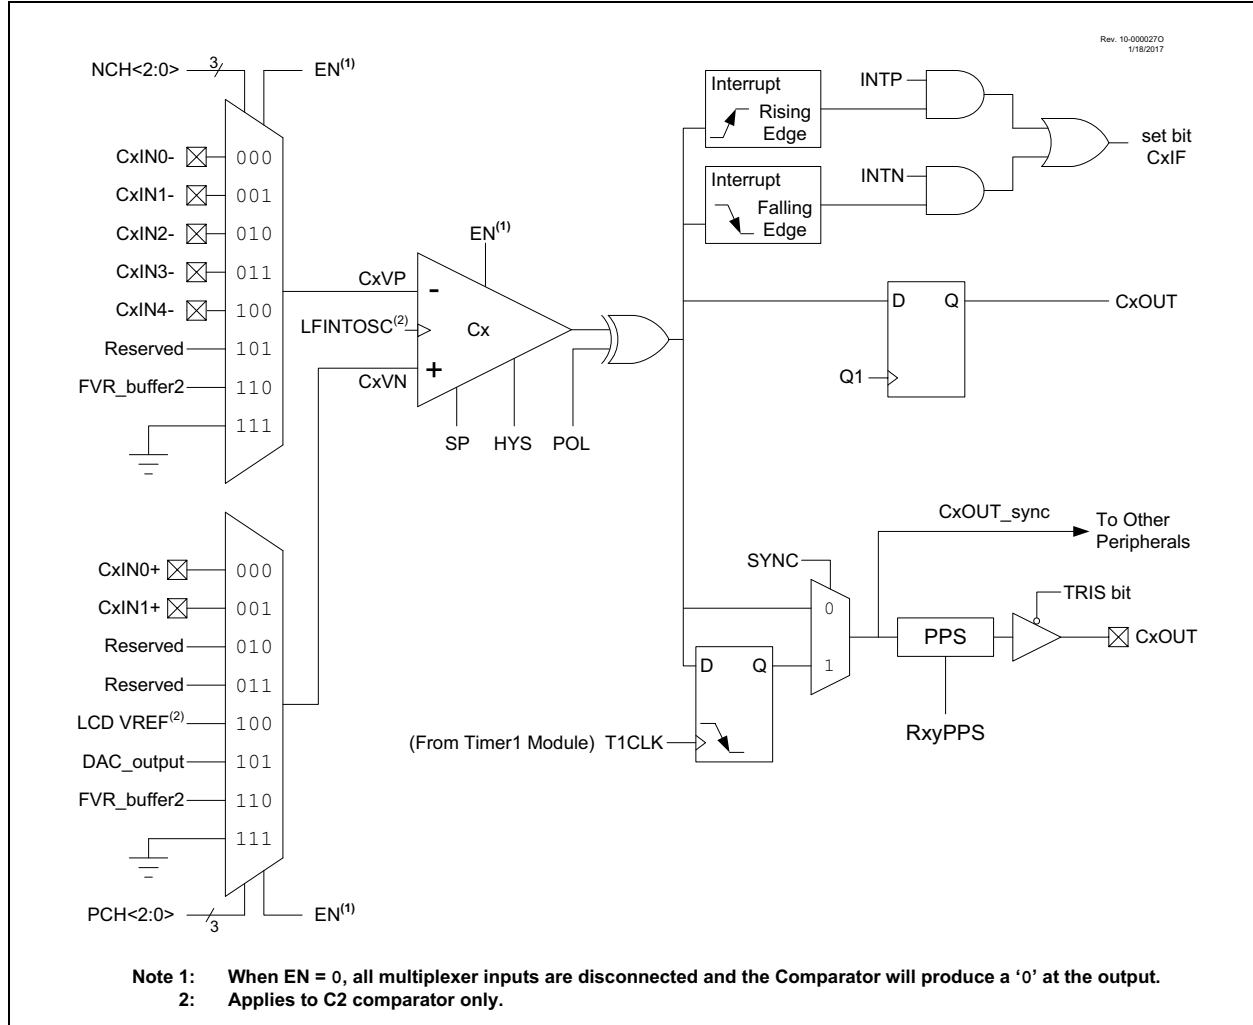 Rev. 10-000027O
1/18/2017
NCH<2:0>
3
EN(1)
CxIN0-
000
CxIN1-
001
CxIN2-
010
CxIN3-
011
CxIN4-
100
Reserved
101
FVR_buffer2
110
111
CxVP
-
EN(1)
LFINTOSC(2)
Cx
+
CxVN
SP
HYS
POL
Interrupt
Rising
Edge
INTP
Interrupt
Falling
Edge
INTN
set bit
CxIF
D
Q
CxOUT
Q1
CxIN0+
000
CxIN1+
001
Reserved
010
Reserved
011
LCD VREF(2)
100
DAC_output
101
FVR_buffer2
110
111
PCH<2:0>
3
EN(1)
CxOUT_sync
To Other
Peripherals
SYNC
0
1
TRIS bit
PPS
CxOUT
RxyPPS
D
Q
(From Timer1 Module) T1CLK
Note 1: When EN = 0, all multiplexer inputs are disconnected and the Comparator will produce a ‘0’ at the output.
2: Applies to C2 comparator only.